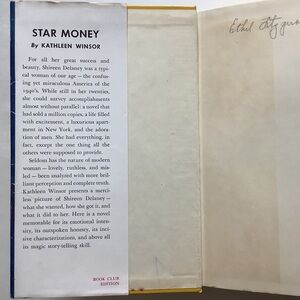 STAR MONEY
By KATHLEEN WINSOR
For all her great success and
beauty, Shireen Delaney was a typi-
cal woman of our age — the confus-
ing yet miraculous America of the
1940's. While still in her twenties,
she could survey accomplishments
almost without parallel: a novel that
had sold a million copies, a life filled
with excitement, a luxurious apart-
ment in New York, and the adora-
tion of men. She had everything, in
fact, except the one thing all the
others were supposed to provide.
Seldom has the nature of modern
woman — lovely, ruthless, and mis-
led — been analyzed with more bril-
liant perception and complete truth.
Kathleen Winsor presents a merci-
less picture of Shireen Delaney —
what she wanted, how she got it, and
what it did to her. Here is a novel
memorable for its emotional inten-
sity, its outspoken honesty, its inci-
sive characterizations, and above all
its magic story-telling skill.
BOOK CLUB
EDITION
Ethel